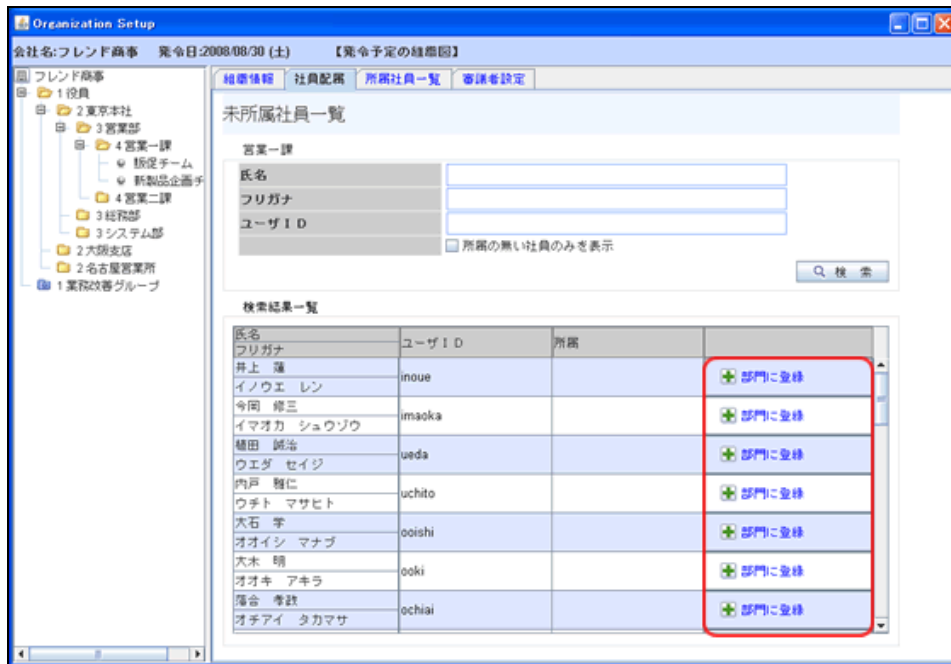 Organization Setup
会社名:フレンド商事 発令日:2008/08/30 (土) 【発令予定の組織図】
フレンド商事
1役員
2東京本社
3営業部
4営業一課
販促チーム
新製品企画チ
4営業二課
3総務部
3システム部
2大阪支店
2名古屋営業所
1業務改善グループ
組織情報 社員配属 所属社員一覧 審議者設定
未所属社員一覧
営業一課
氏名
フリガナ
ユーザID
所属の無い社員のみを表示
検 索
検索結果一覧
氏名
フリガナ
ユーザID
所属
井上 蓮
イノウエ レン
inoue
部門に登録
今岡 修三
イマオカ シュウゾウ
imaoka
部門に登録
植田 誠治
ウエダ セイジ
ueda
部門に登録
内戸 雅仁
ウチト マサヒト
uchito
部門に登録
大石 学
オオイシ マナブ
ooishi
部門に登録
大木 明
オオキ アキラ
ooki
部門に登録
落合 孝政
オチアイ タカマサ
ochiai
部門に登録